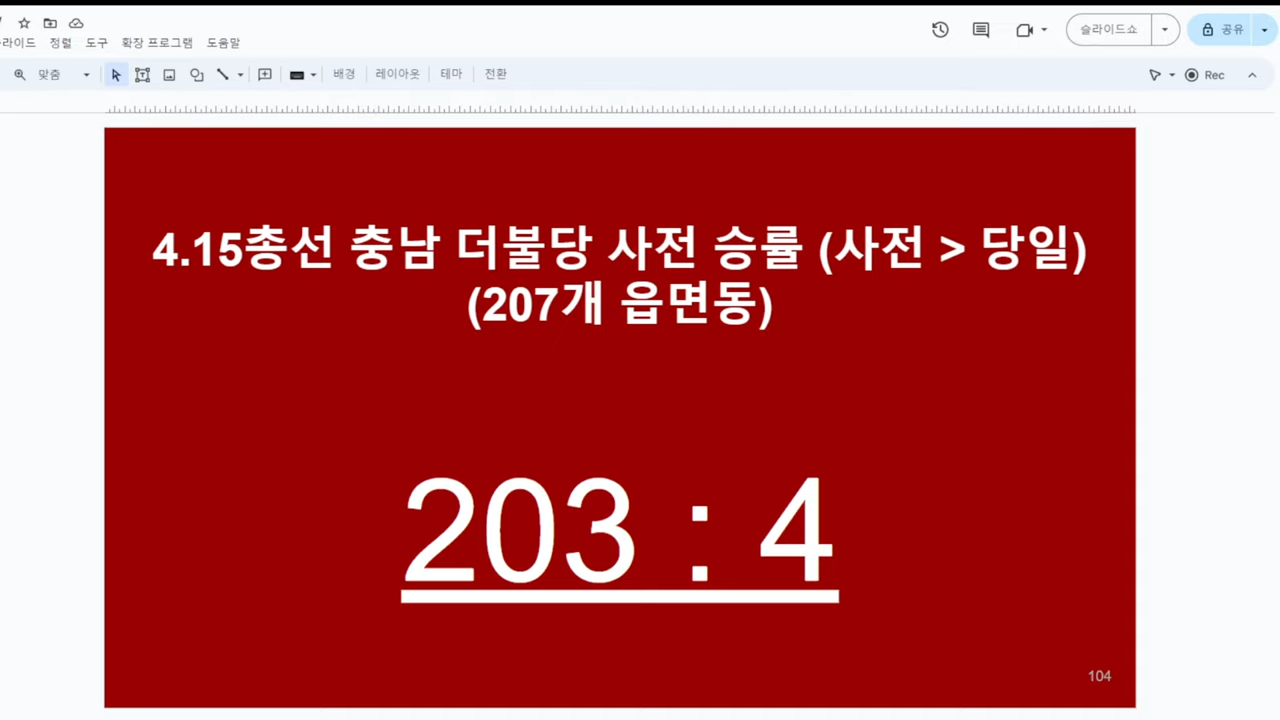 라이드 정렬 도구 확장 프로그램 도움말
슬라이드쇼 공유
맞춤 배경 레이아웃 테마 전환 Rec
4.15총선 충남 더불당 사전 승률 (사전 > 당일)
(207개 읍면동)
203 : 4
104